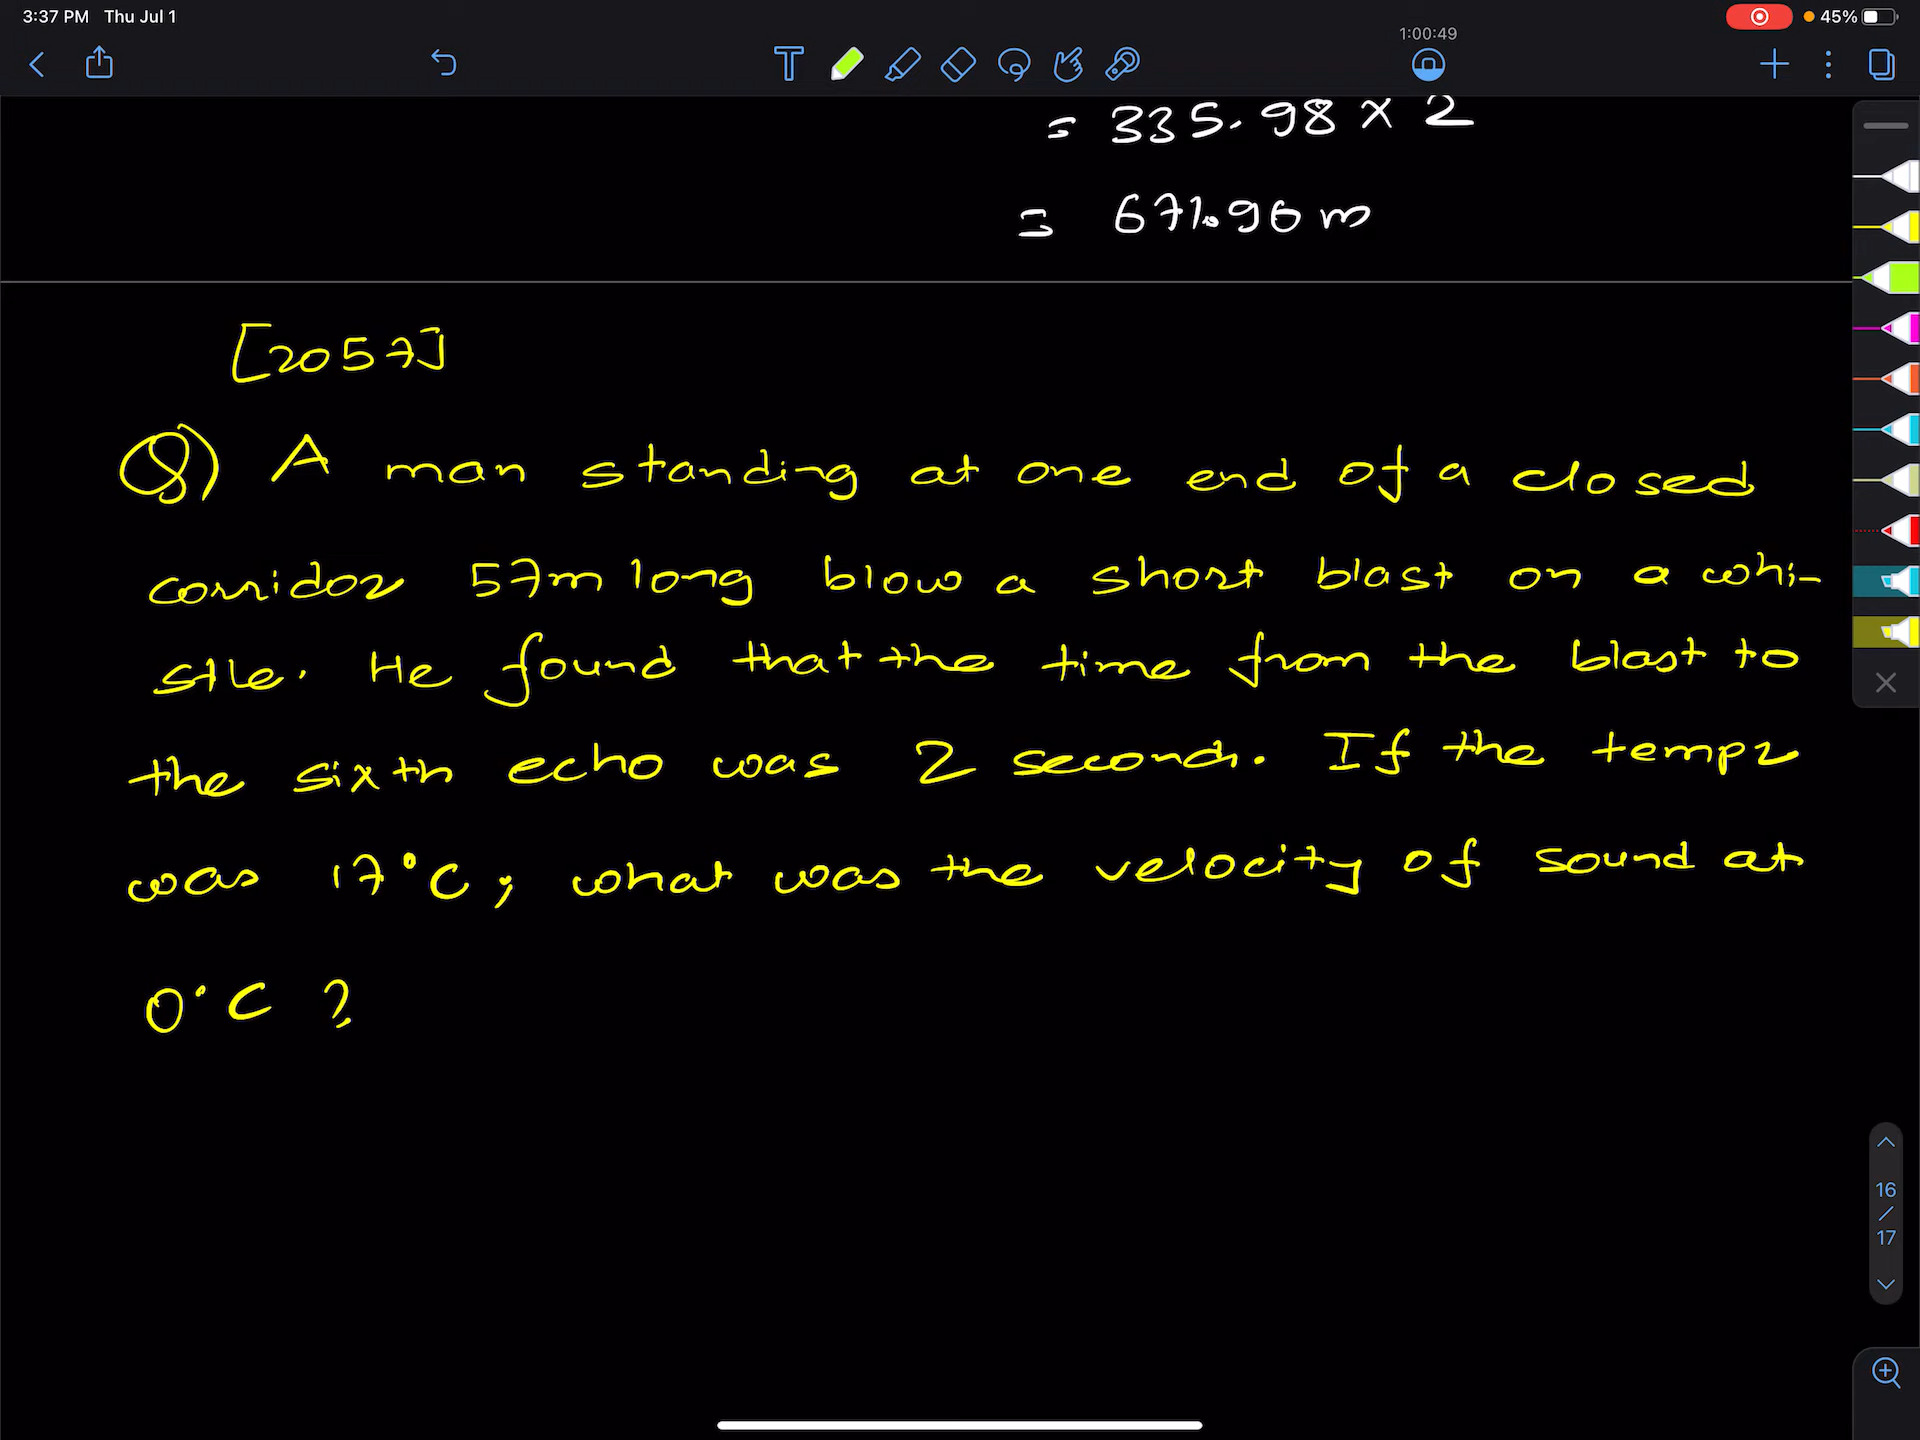 3:37 PM Thu Jul 1
45%
1:00:49
= 335.98 × 2
= 671.96 m
[2057]
Q) A man standing at one end of a closed
corridor 57m long blow a short blast on a whi-
stle. He found that the time from the blast to
the sixth echo was 2 seconds. If the tempr
was 17°C, what was the velocity of sound at
0°C ?
16
/
17